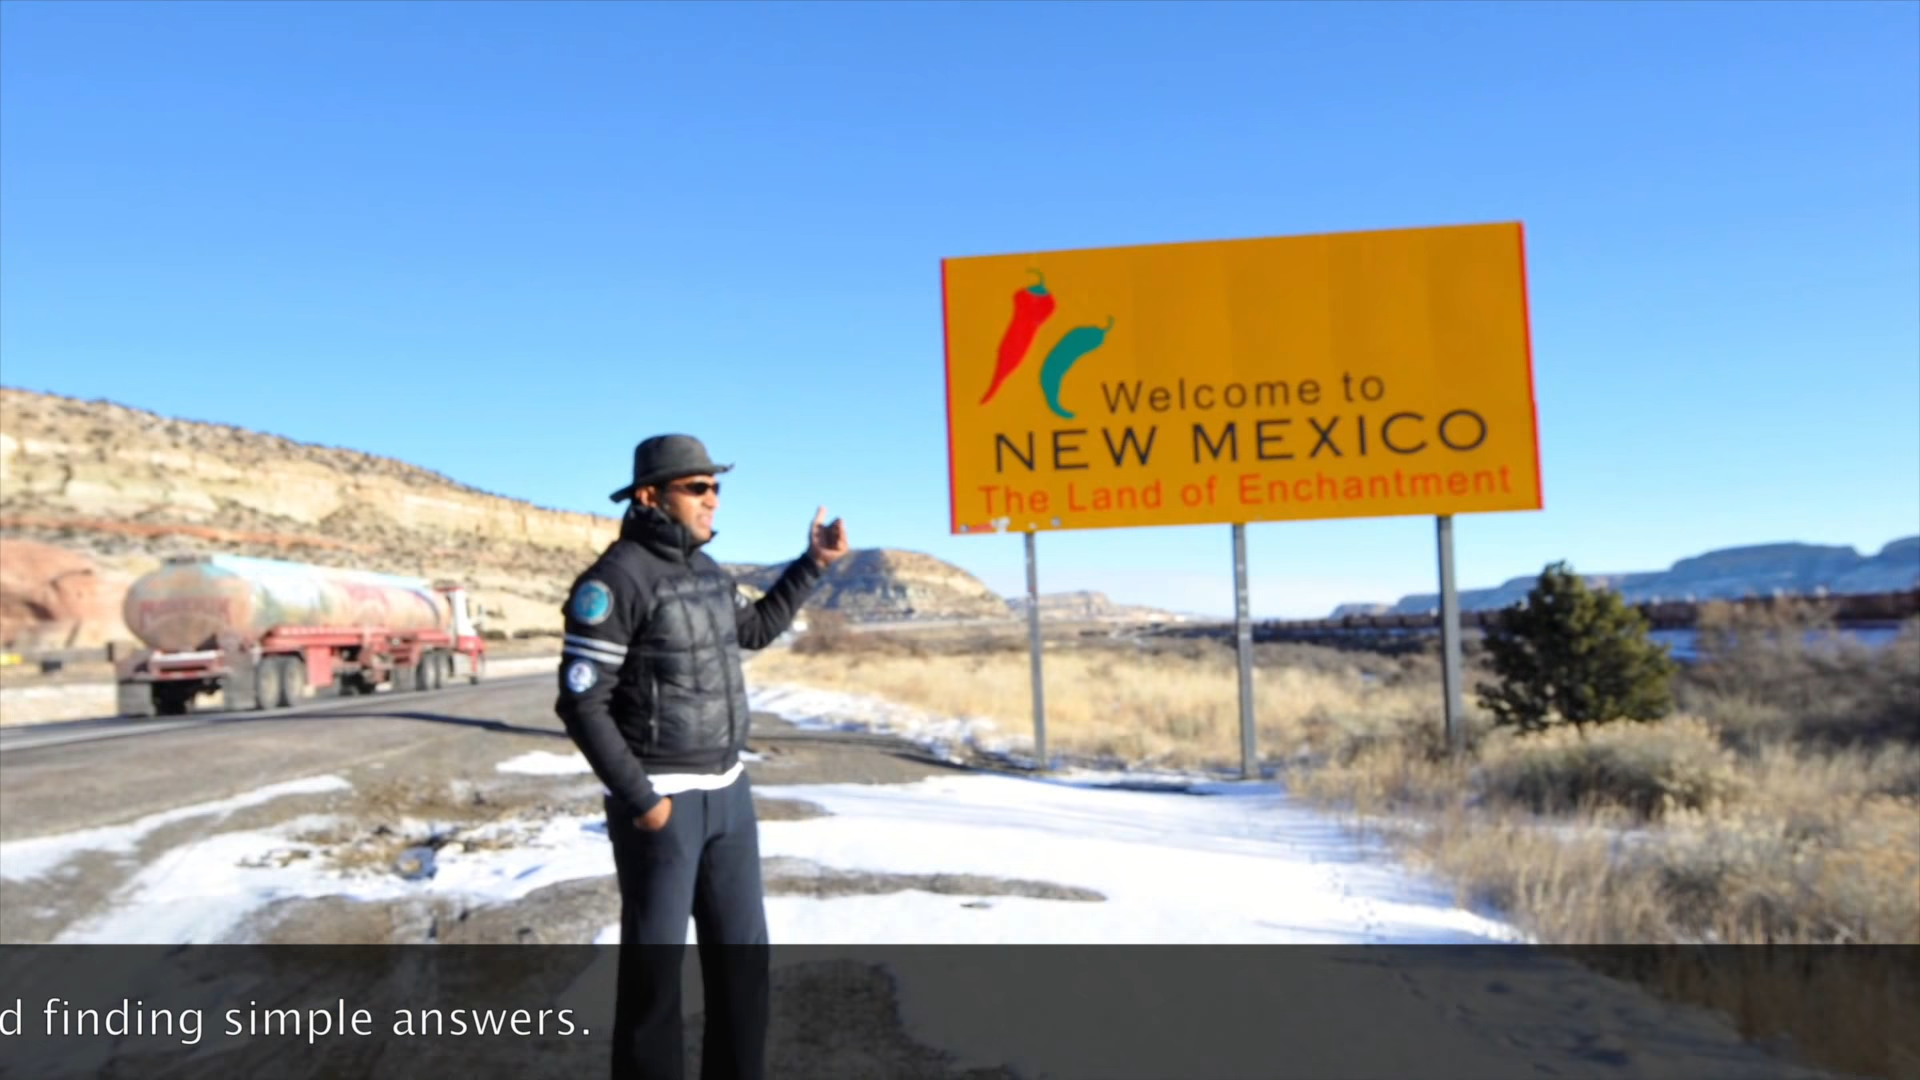 Welcome to
NEW MEXICO
The Land of Enchantment
d finding simple answers.